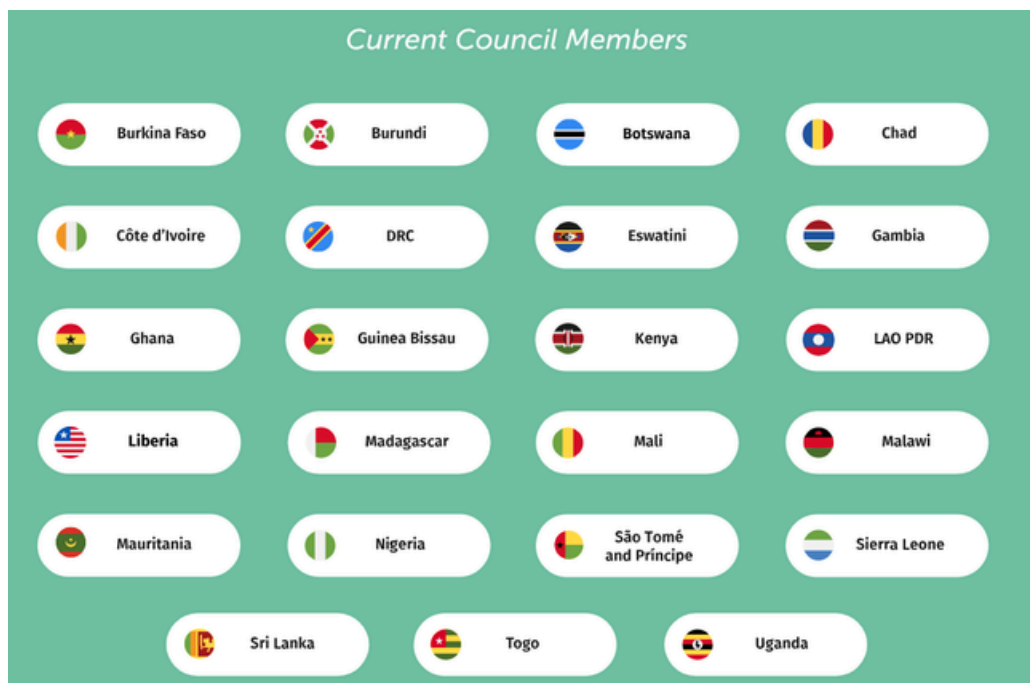 Current Council Members
Burkina Faso
Burundi
Botswana
Chad
Côte d'Ivoire
DRC
Eswatini
Gambia
Ghana
Guinea Bissau
Kenya
LAO PDR
Liberia
Madagascar
Mali
Malawi
Mauritania
Nigeria
São Tomé
and Príncipe
Sierra Leone
Sri Lanka
Togo
Uganda